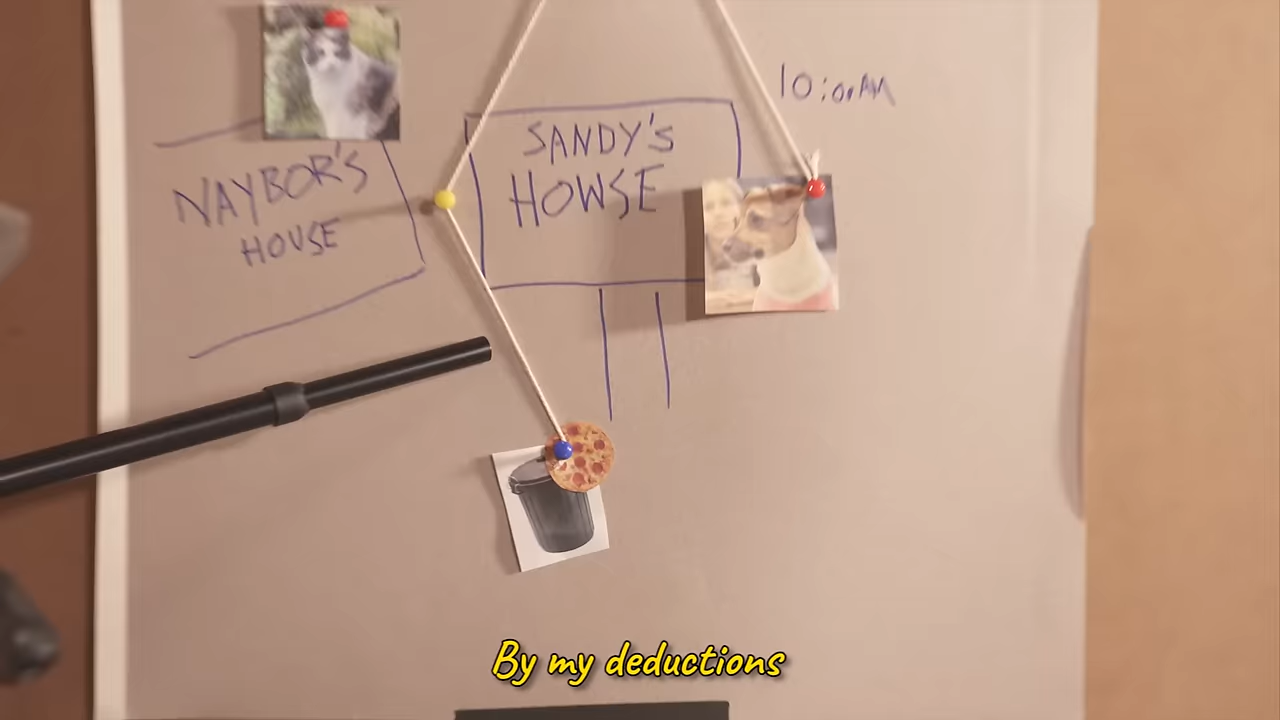 10:00AM
SANDY'S
HOWSE
NAYBOR'S
HOUSE
By my deductions